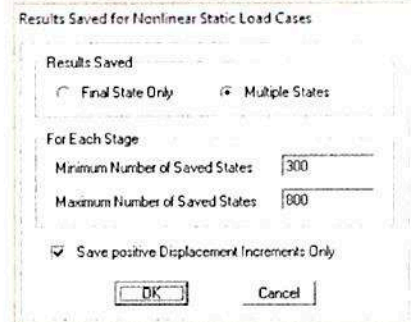 Results Saved for Nonlinear Static Load Cases
Results Saved
Final State Only
Multiple States
For Each Stage
Minimum Number of Saved States 300
Maximum Number of Saved States 800
Save positive Displacement Increments Only
OK Cancel